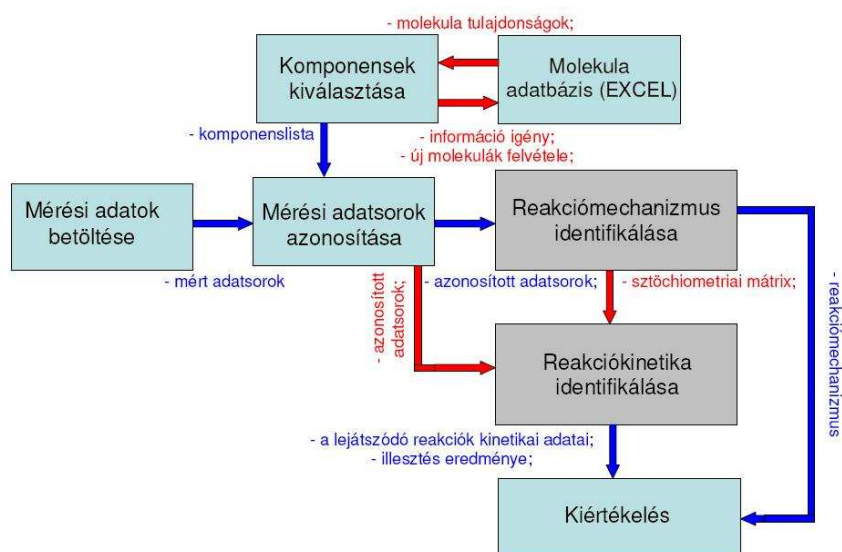 - molekula tulajdonságok;
Komponensek
kiválasztása
Molekula
adatbázis (EXCEL)
- komponenslista
- információ igény;
- új molekulák felvétele;
Mérési adatok
betöltése
Mérési adatsorok
azonosítása
Reakciómechanizmus
identifikálása
- mért adatsorok
- azonosított
adatsorok;
- azonosított adatsorok;
- sztöchiometriai mátrix;
- reakciómechanizmus
Reakciókinetika
identifikálása
- a lejátszódó reakciók kinetikai adatai;
- illesztés eredménye;
Kiértékelés